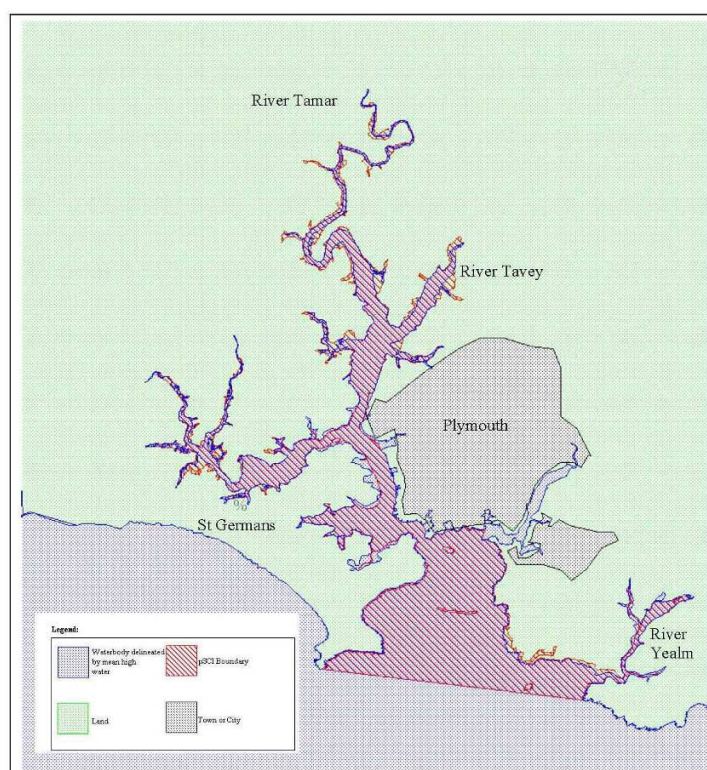 River Tamar
River Tavey
Plymouth
St Germans
River
Yealm
Legend:
Waterbody delineated
by mean high
water
pSCI Boundary
Land
Town or City